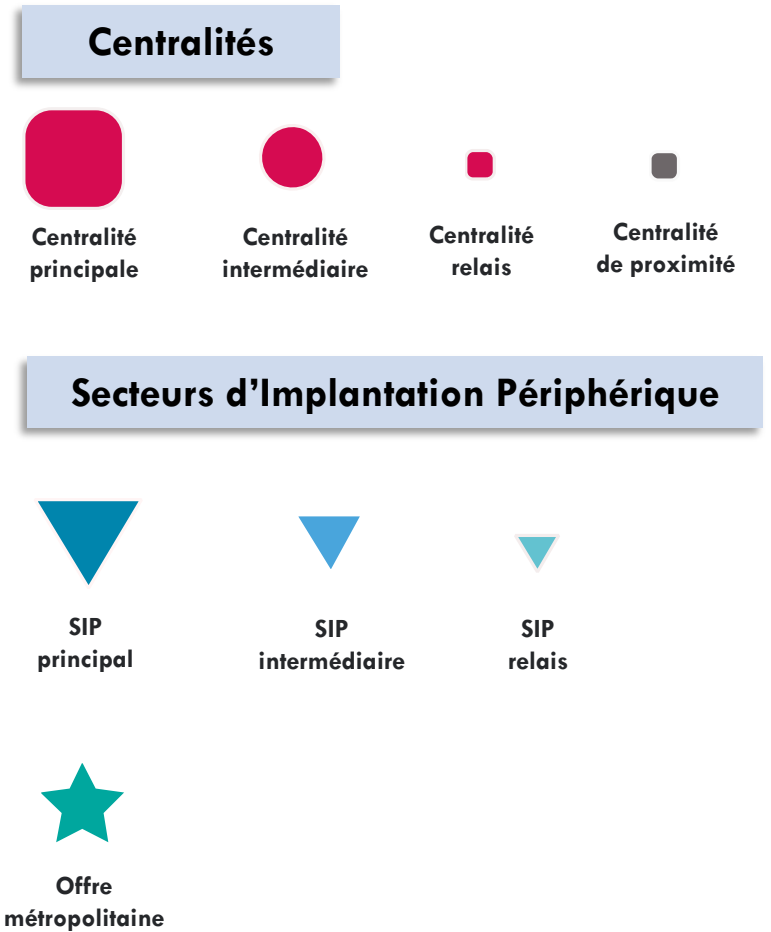 Centralités
Centralité
principale
Centralité
intermédiaire
Centralité
relais
Centralité
de proximité
Secteurs d’Implantation Périphérique
SIP
principal
SIP
intermédiaire
SIP
relais
Offre
métropolitaine